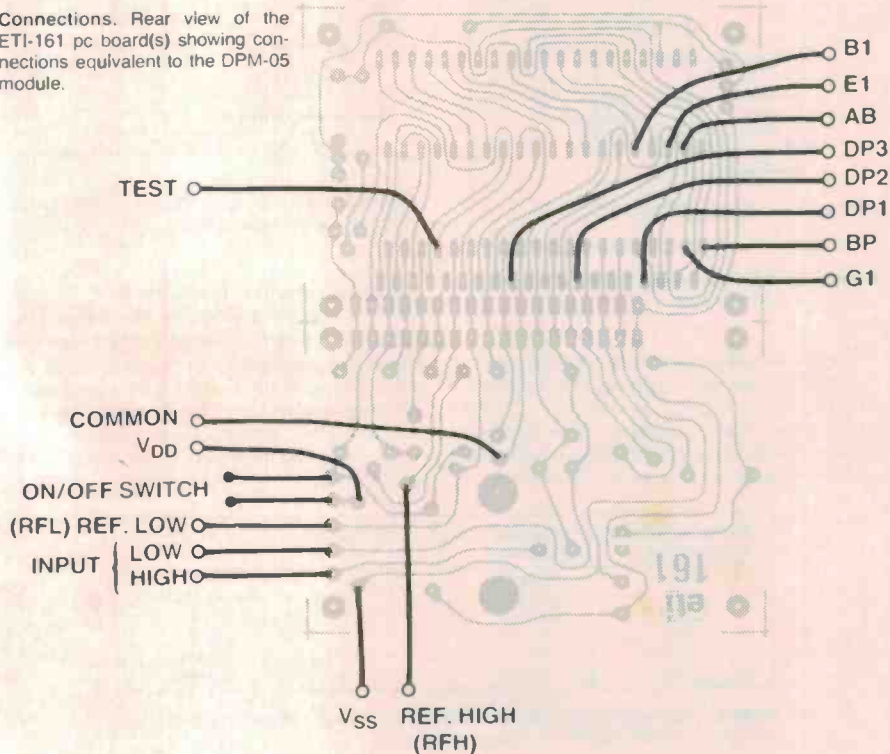 Connections. Rear view of the
ETI-161 pc board(s) showing con-
nections equivalent to the DPM-05
module.
B1
E1
AB
DP3
DP2
DP1
BP
G1
TEST
COMMON
VDD
ON/OFF SWITCH
(RFL) REF. LOW
INPUT { LOW
HIGH
VSS
REF. HIGH
(RFH)
161
eti